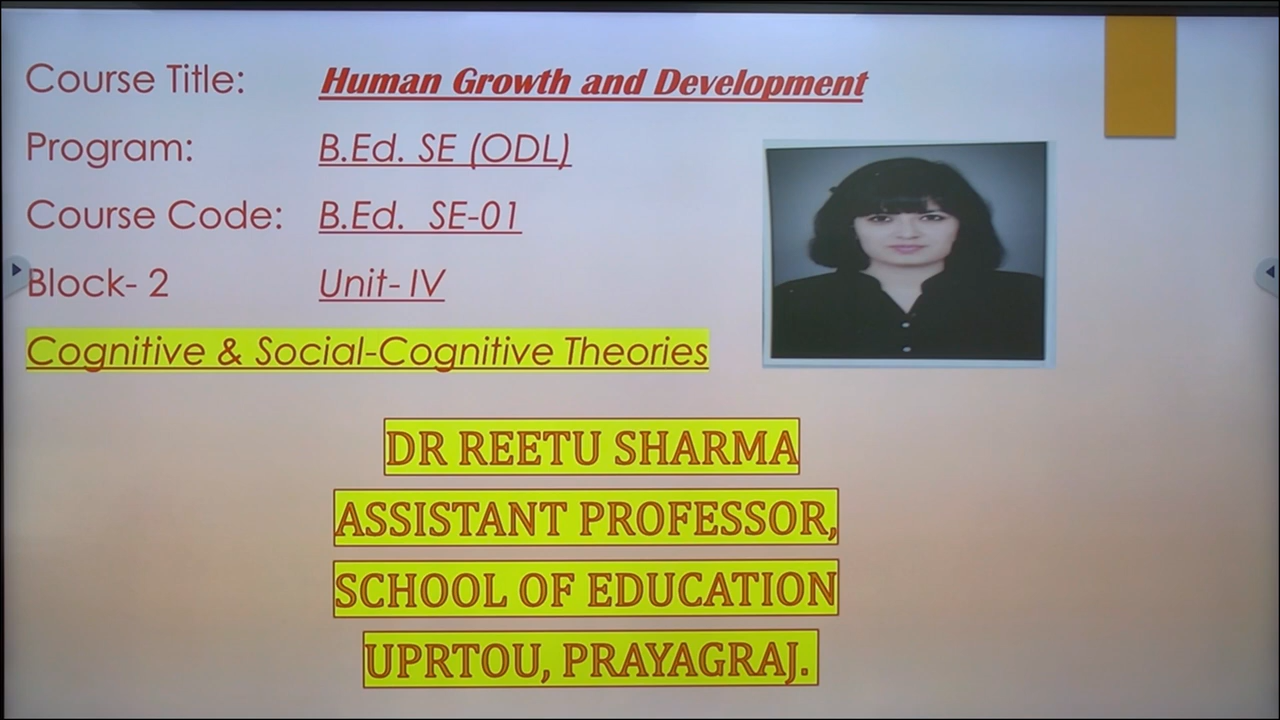 Course Title: Human Growth and Development
Program: B.Ed. SE (ODL)
Course Code: B.Ed. SE-01
Block- 2 Unit- IV
Cognitive & Social-Cognitive Theories
DR REETU SHARMA
ASSISTANT PROFESSOR,
SCHOOL OF EDUCATION
UPRTOU, PRAYAGRAJ.